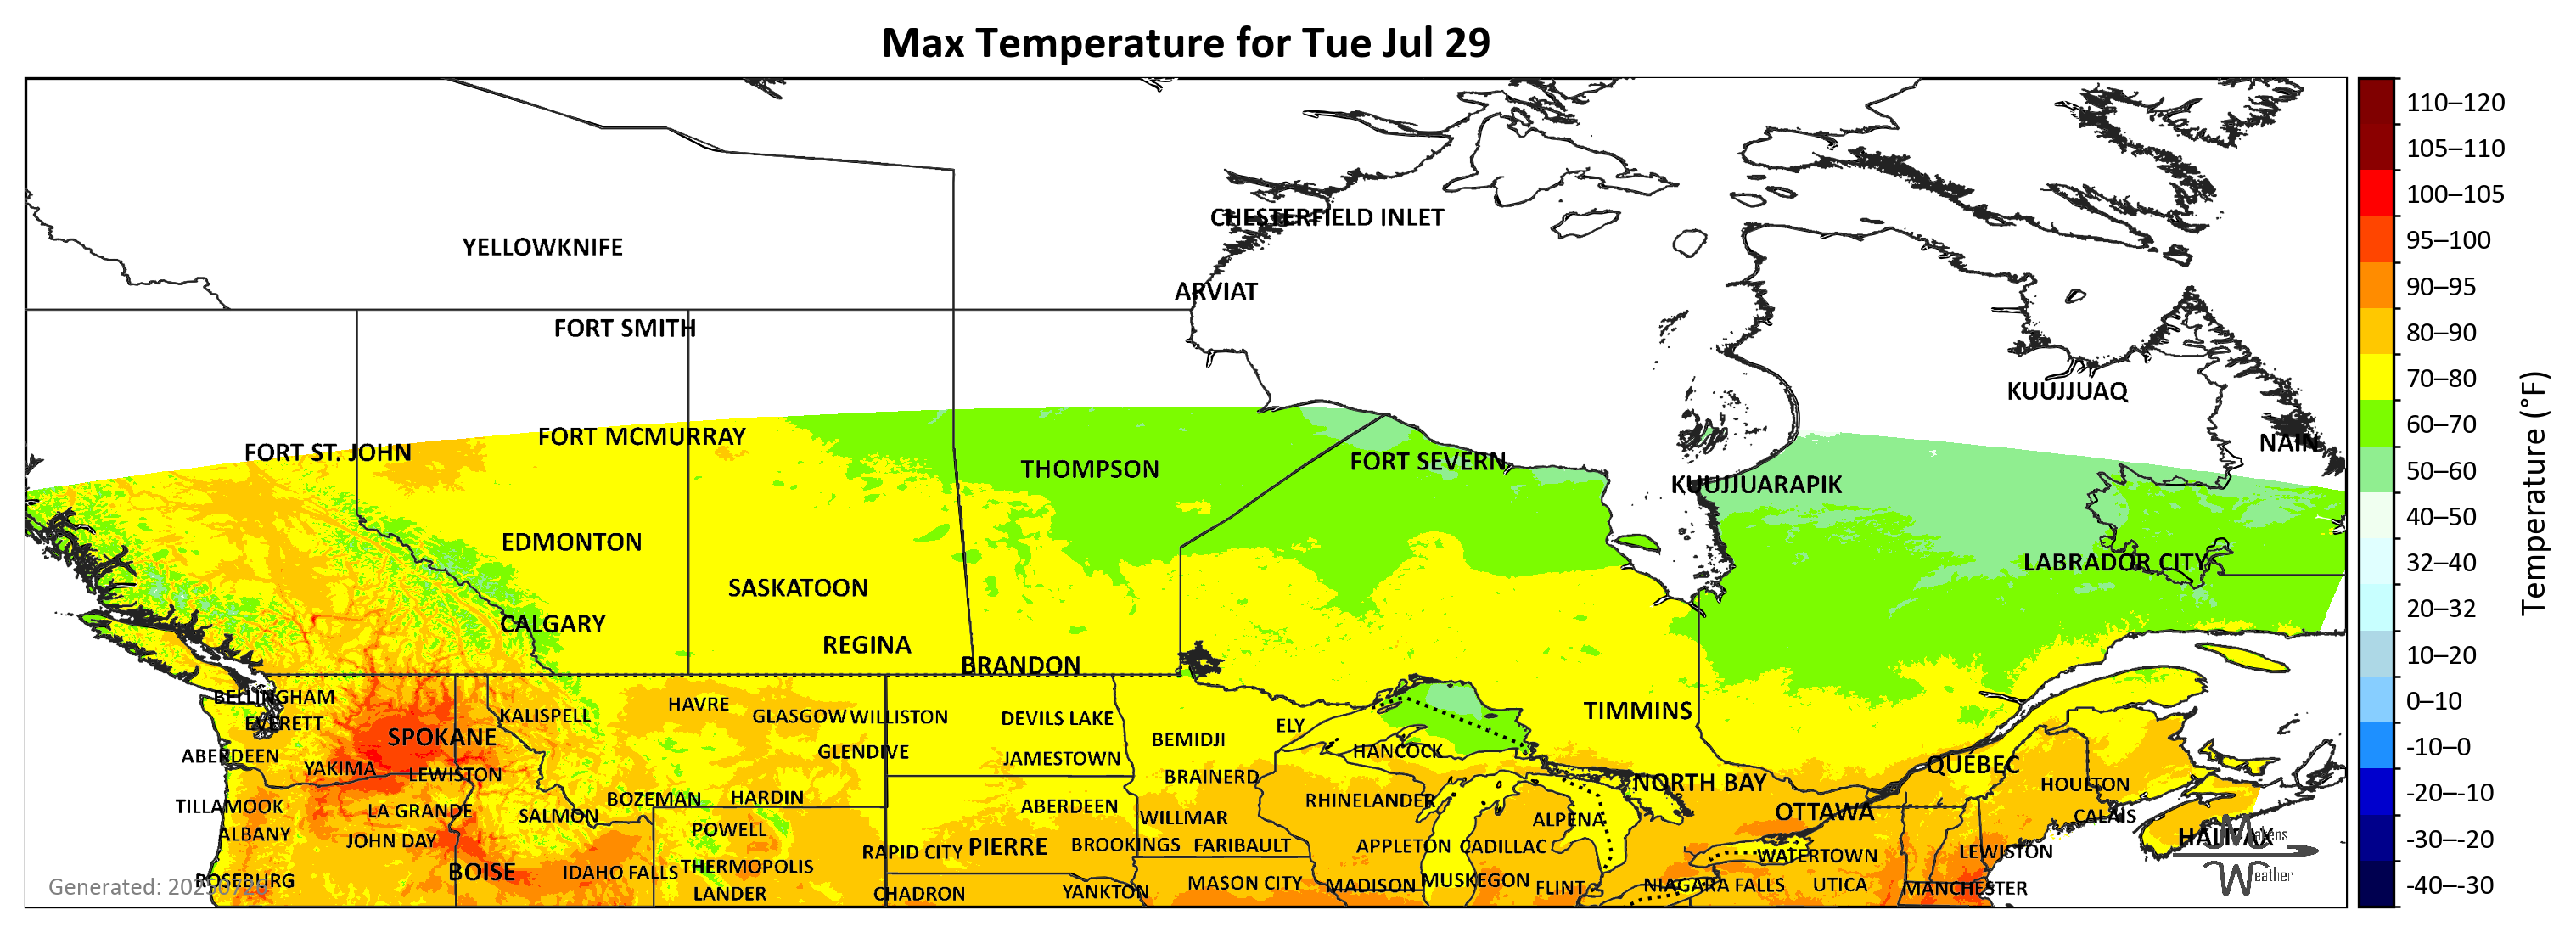 Max Temperature for Tue Jul 29
110–120
105–110
CHESTERFIELD INLET
100–105
YELLOWKNIFE
95–100
ARVIAT
90–95
FORT SMITH
80–90
KUUJJUAQ
70–80
FORT MCMURRAY
60–70
FORT ST. JOHN
NAIN
THOMPSON
FORT SEVERN
50–60
KUUJJUARAPIK
40–50
EDMONTON
LABRADOR CITY
32–40
SASKATOON
20–32
CALGARY
REGINA
BRANDON
10–20
BELLINGHAM
HAVRE
0–10
KALISPELL
GLASGOW WILLISTON
DEVILS LAKE
TIMMINS
EVERETT
ELY
SPOKANE
BEMIDJI
-10–0
ABERDEEN
GLENDIVE
JAMESTOWN
HANCOCK
QUÉBEC
YAKIMA
LEWISTON
BRAINERD
NORTH BAY
HOULTON
-20–-10
TILLAMOOK
LA GRANDE
SALMON
BOZEMAN
HARDIN
ABERDEEN
WILLMAR
RHINELANDER
ALPENA
OTTAWA
CALAIS
ALBANY
JOHN DAY
POWELL
RAPID CITY
PIERRE
BROOKINGS
FARIBAULT
APPLETON
CADILLAC
WATERTOWN
LEWISTON
HALIFAX
Makens
Weather
-30–-20
ROSEBURG
BOISE
IDAHO FALLS
THERMOPOLIS
LANDER
CHADRON
YANKTON
MASON CITY
MADISON
MUSKEGON
FLINT
NIAGARA FALLS
UTICA
MANCHESTER
-40–-30
Temperature (°F)
Generated: